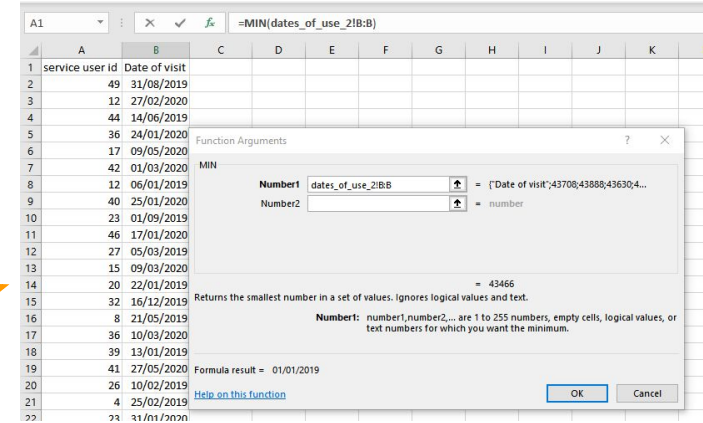 A1 =MIN(dates_of_use_2!B:B)
A B C D E F G H I J K
1 service user id Date of visit
2 49 31/08/2019
3 12 27/02/2020
4 44 14/06/2019
5 36 24/01/2020
6 17 09/05/2020
7 42 01/03/2020
8 12 06/01/2019
9 40 25/01/2020
10 23 01/09/2019
11 46 17/01/2020
12 27 05/03/2019
13 15 09/03/2020
14 20 22/01/2019
15 32 16/12/2019
16 8 21/05/2019
17 36 10/03/2020
18 39 13/01/2019
19 41 27/05/2020
20 26 10/02/2019
21 4 25/02/2019
22 23 31/01/2020
Function Arguments ?
MIN
Number1 dates_of_use_2!B:B = {"Date of visit";43708;43888;43630;4...
Number2 = number
= 43466
Returns the smallest number in a set of values. Ignores logical values and text.
Number1: number1,number2,... are 1 to 255 numbers, empty cells, logical values, or
text numbers for which you want the minimum.
Formula result = 01/01/2019
Help on this function OK Cancel